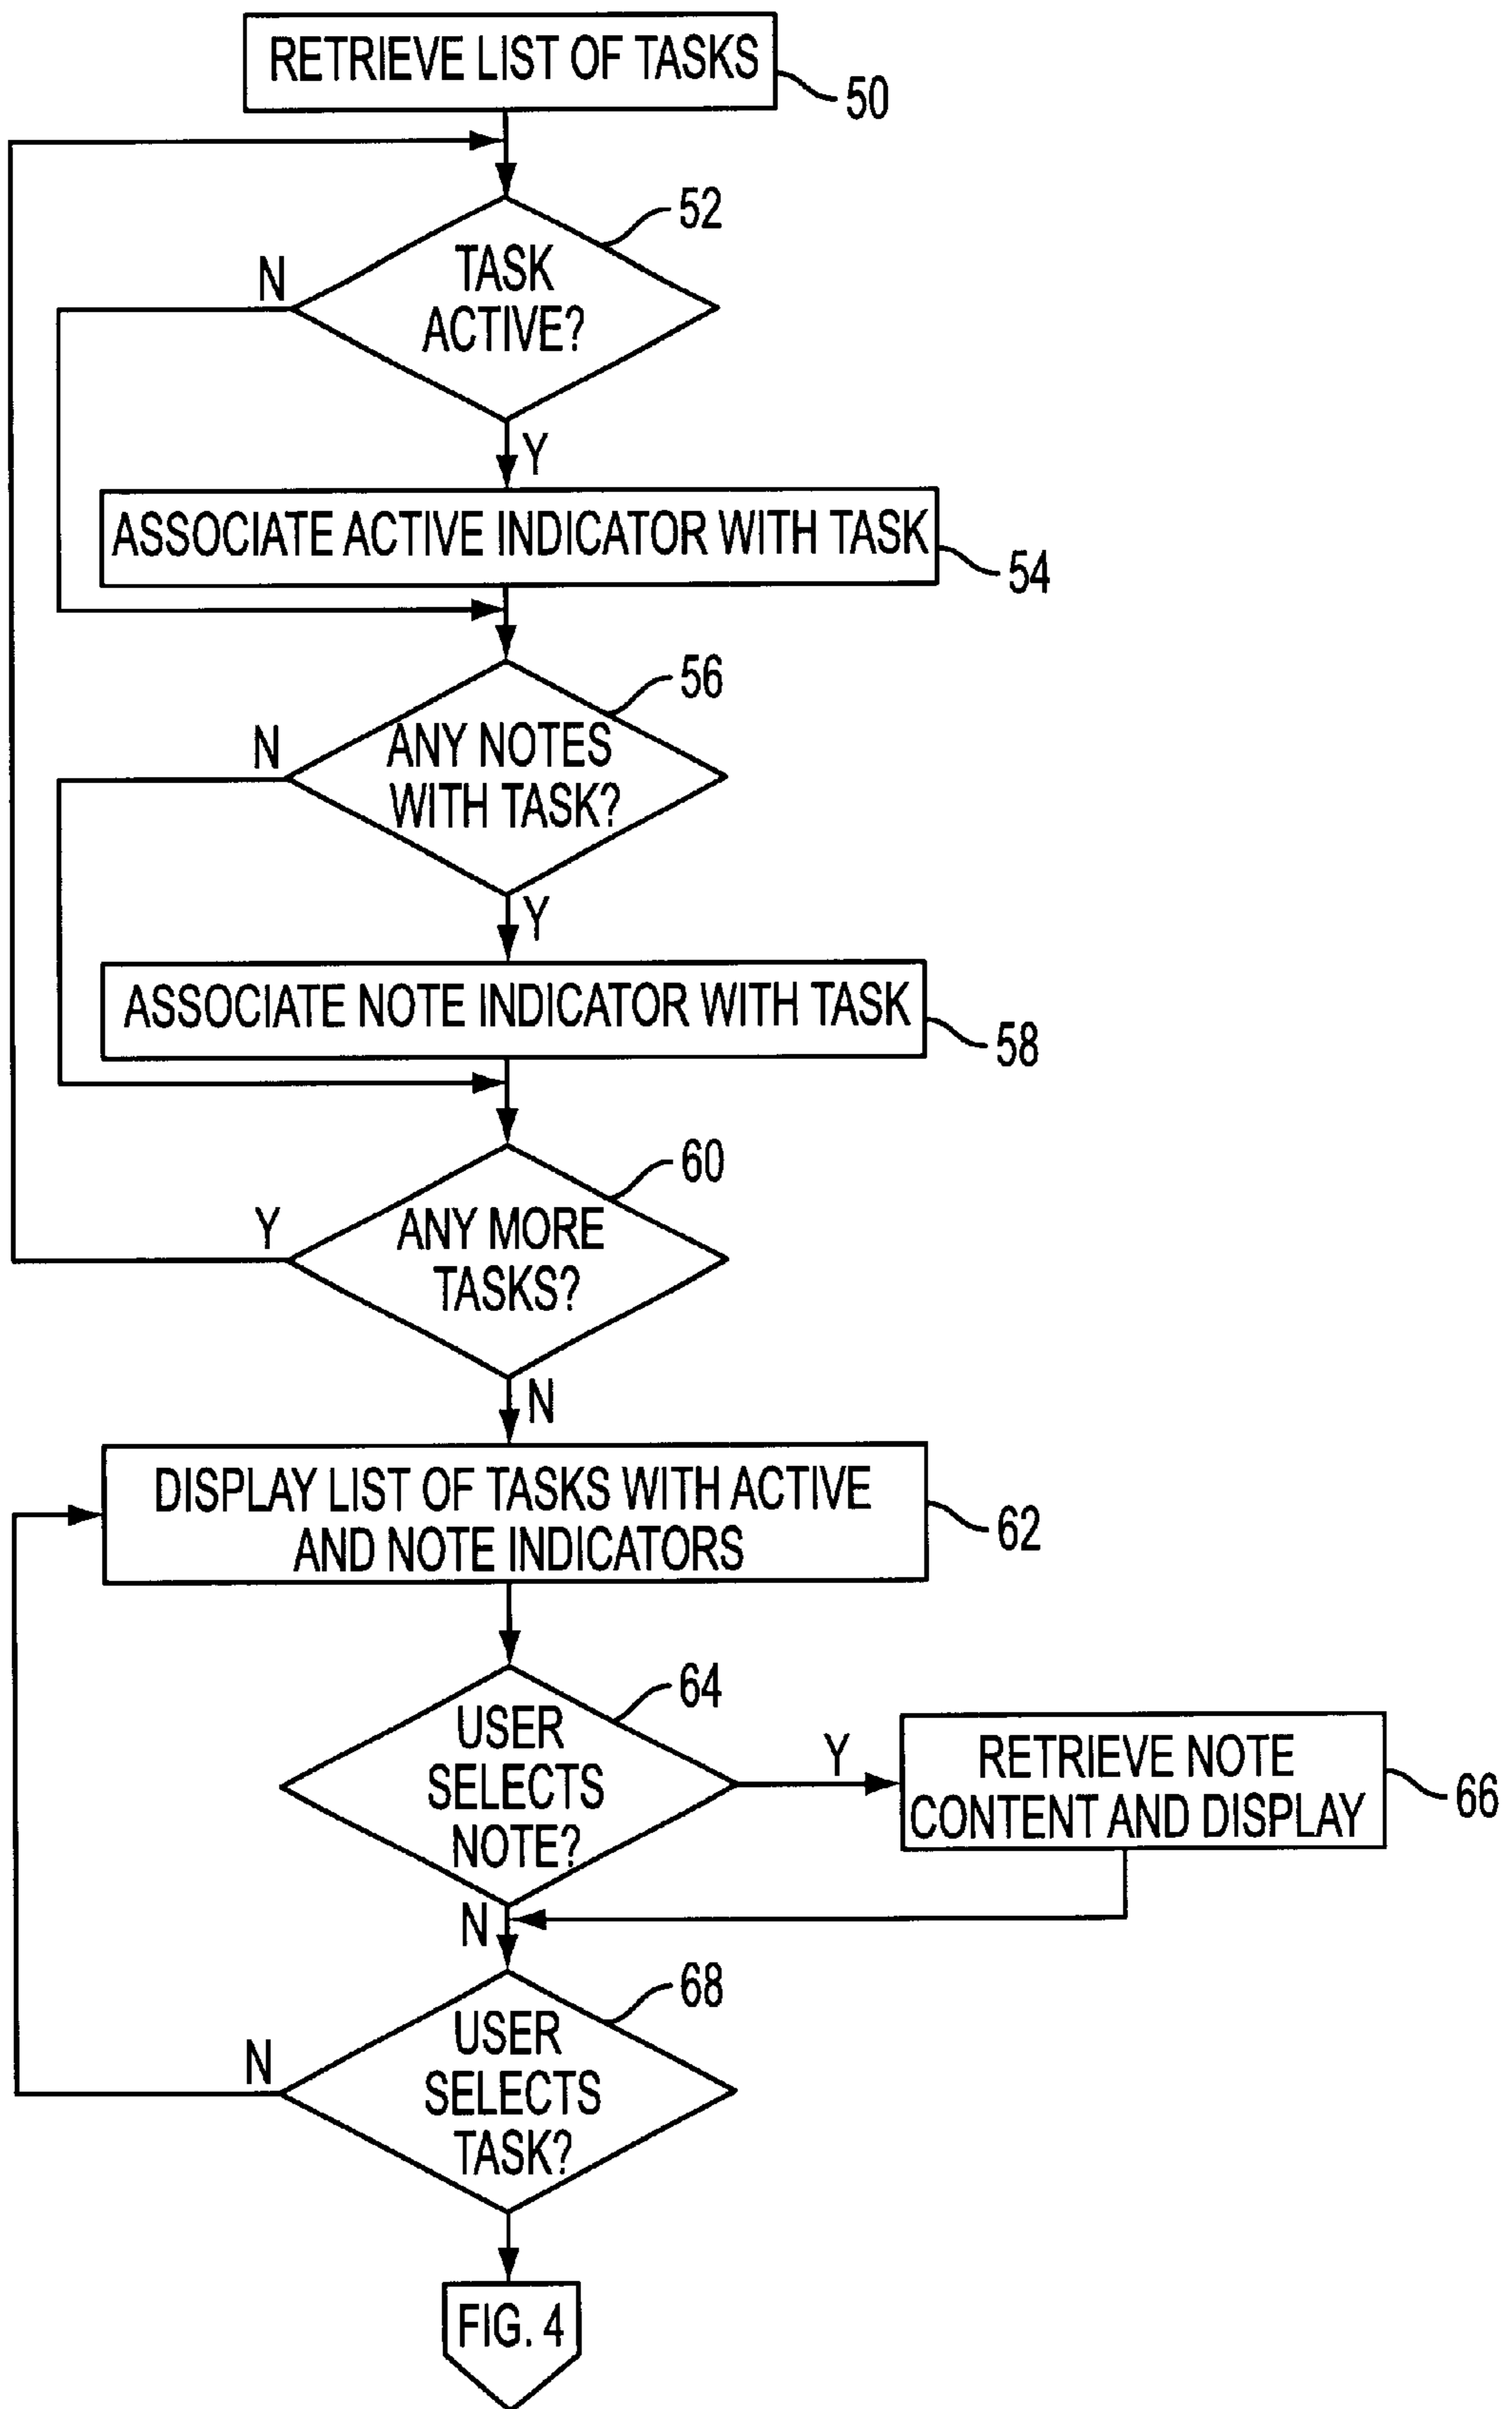 RETRIEVE LIST OF TASKS
50
52
TASK
ACTIVE?
N
Y
ASSOCIATE ACTIVE INDICATOR WITH TASK
54
56
ANY NOTES
WITH TASK?
N
Y
ASSOCIATE NOTE INDICATOR WITH TASK
58
60
ANY MORE
TASKS?
Y
N
DISPLAY LIST OF TASKS WITH ACTIVE
AND NOTE INDICATORS
62
64
USER
SELECTS
NOTE?
Y
RETRIEVE NOTE
CONTENT AND DISPLAY
66
N
68
USER
SELECTS
TASK?
N
FIG. 4